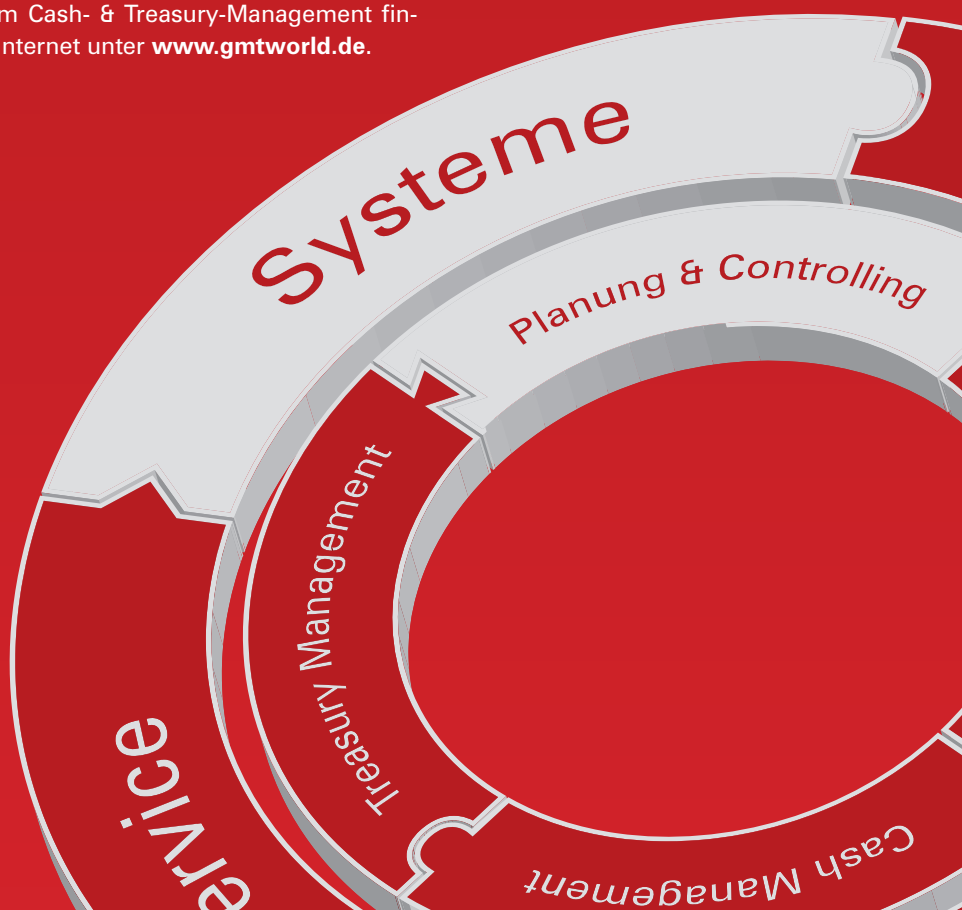 m Cash- & Treasury-Management fin-
nternet unter www.gmtworld.de.
Systeme
Planung & Controlling
Treasury Management
ervice
Cash Management